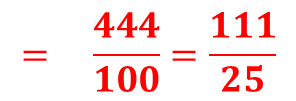 = 444/100 = 111/25